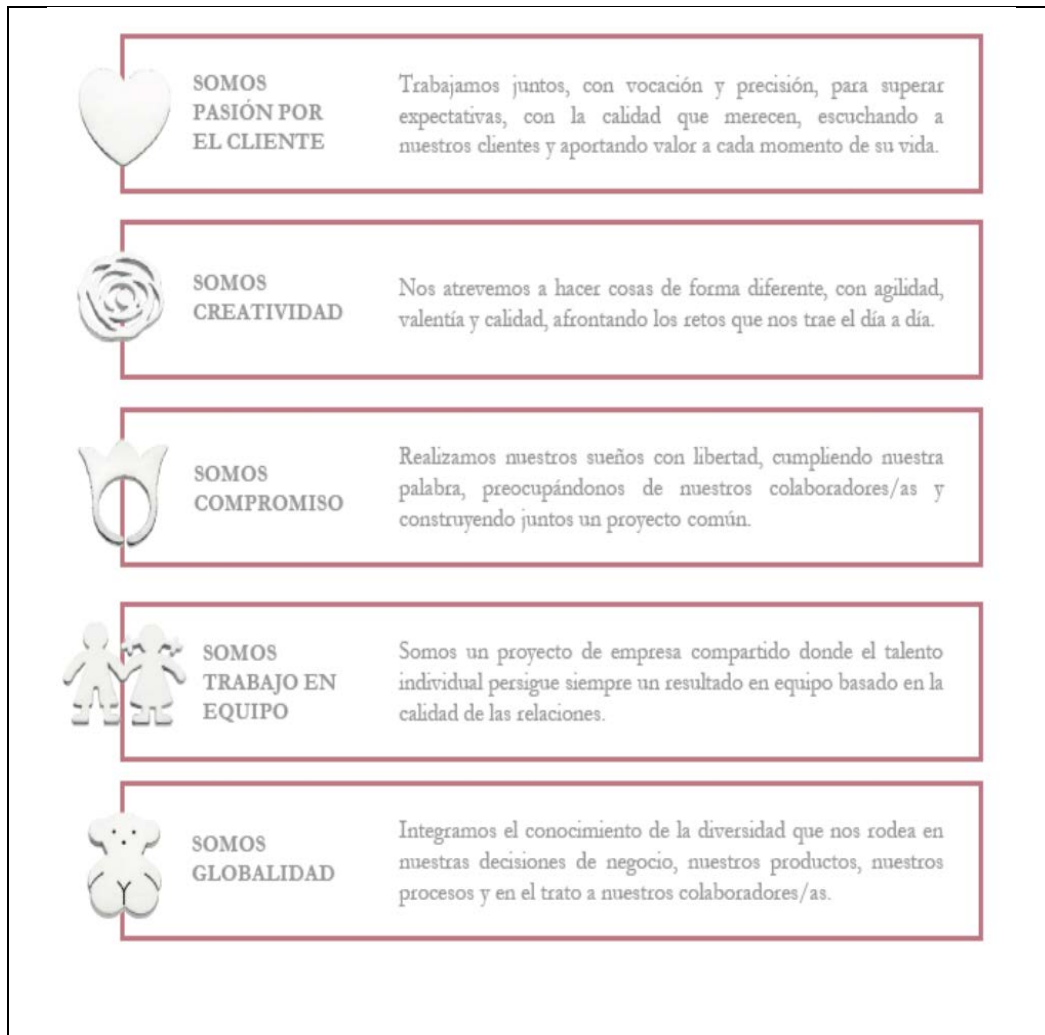 SOMOS
PASIÓN POR
EL CLIENTE
Trabajamos juntos, con vocación y precisión, para superar
expectativas, con la calidad que merecen, escuchando a
nuestros clientes y aportando valor a cada momento de su vida.
SOMOS
CREATIVIDAD
Nos atrevemos a hacer cosas de forma diferente, con agilidad,
valentía y calidad, afrontando los retos que nos trae el día a día.
SOMOS
COMPROMISO
Realizamos nuestros sueños con libertad, cumpliendo nuestra
palabra, preocupándonos de nuestros colaboradores/as y
construyendo juntos un proyecto común.
SOMOS
TRABAJO EN
EQUIPO
Somos un proyecto de empresa compartido donde el talento
individual persigue siempre un resultado en equipo basado en la
calidad de las relaciones.
SOMOS
GLOBALIDAD
Integramos el conocimiento de la diversidad que nos rodea en
nuestras decisiones de negocio, nuestros productos, nuestros
procesos y en el trato a nuestros colaboradores/as.